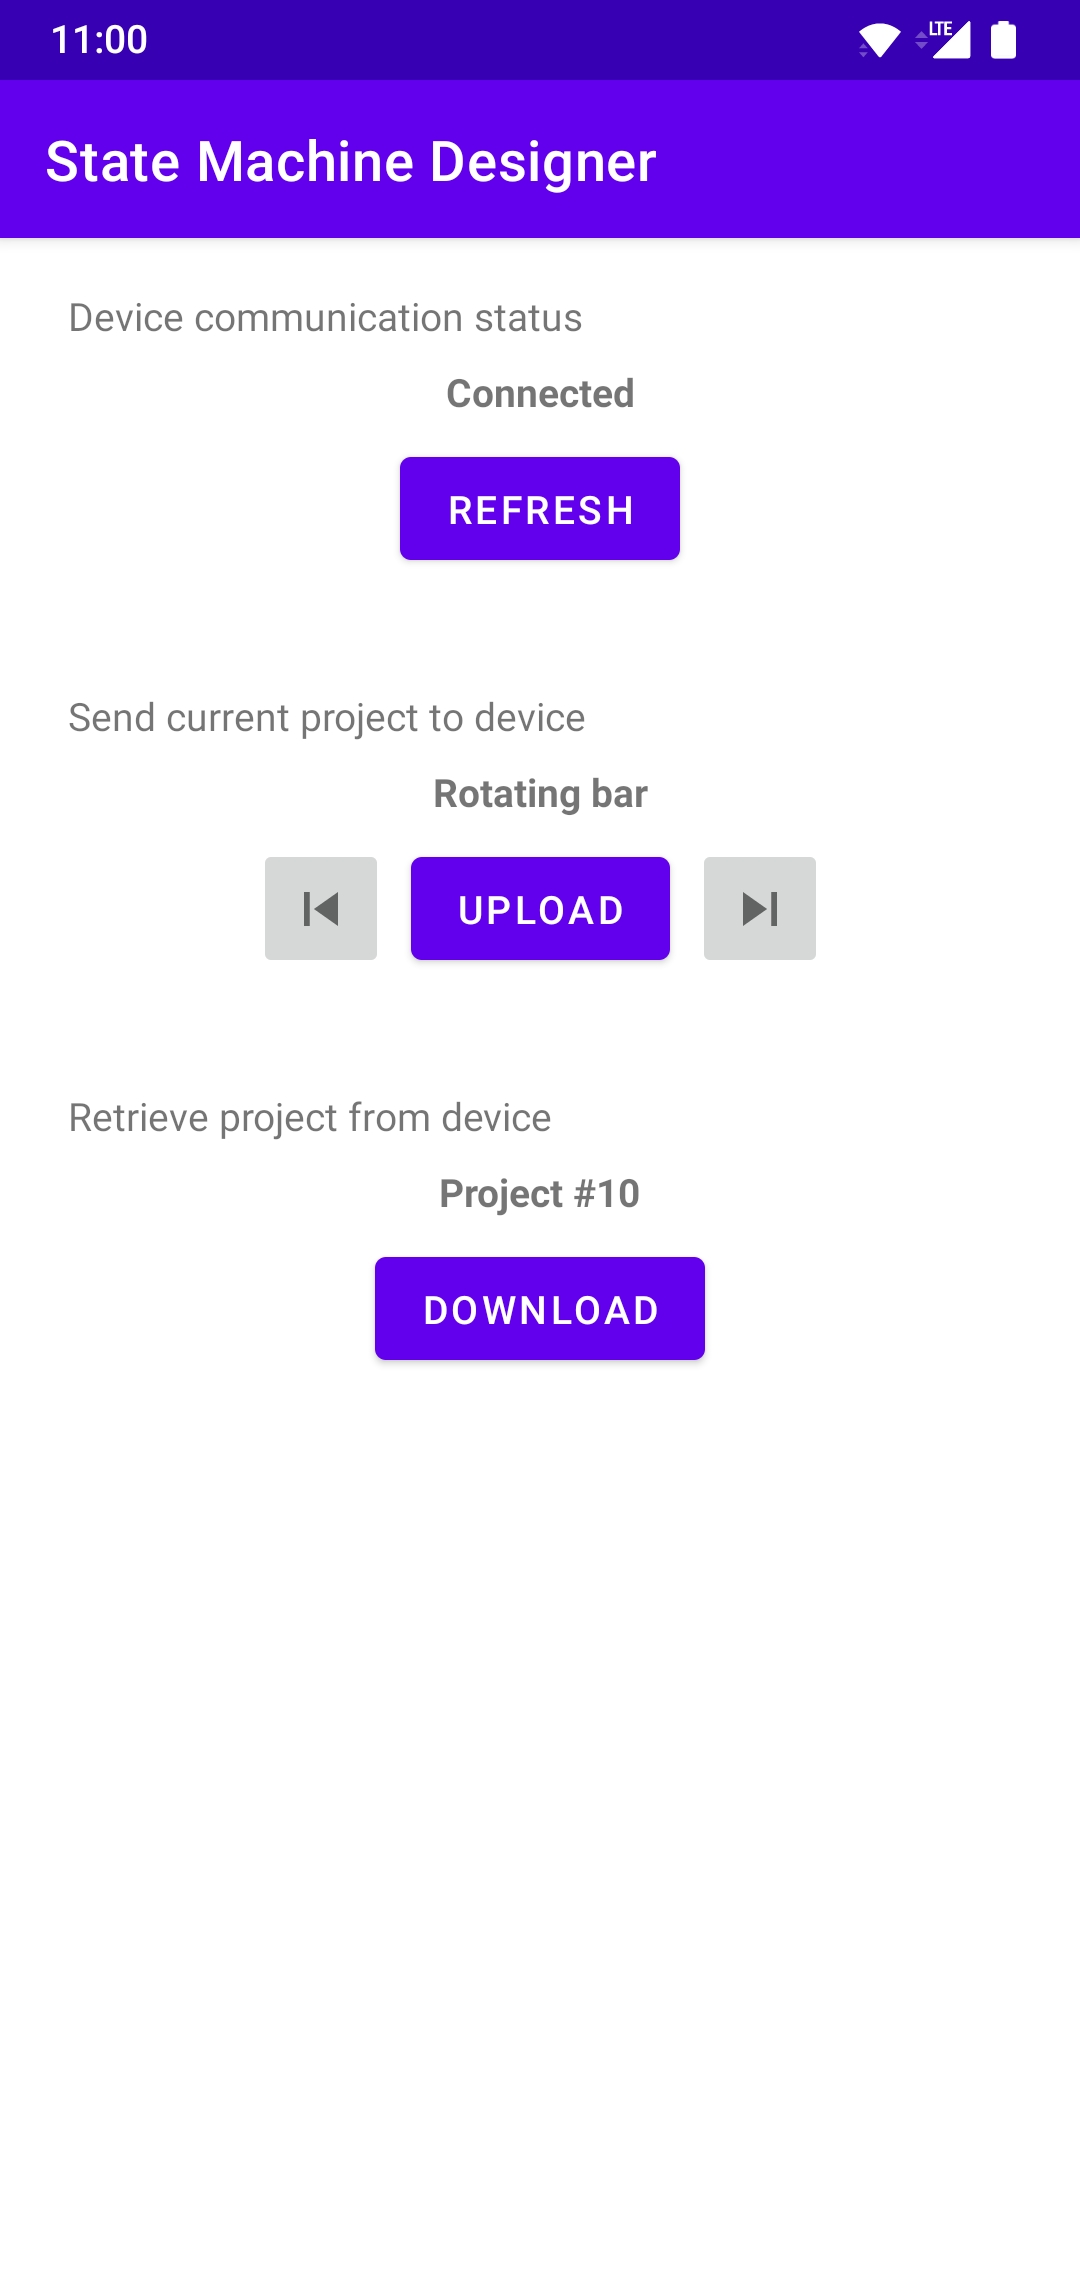 11:00
LTE
State Machine Designer
Device communication status
Connected
REFRESH
Send current project to device
Rotating bar
UPLOAD
Retrieve project from device
Project #10
DOWNLOAD